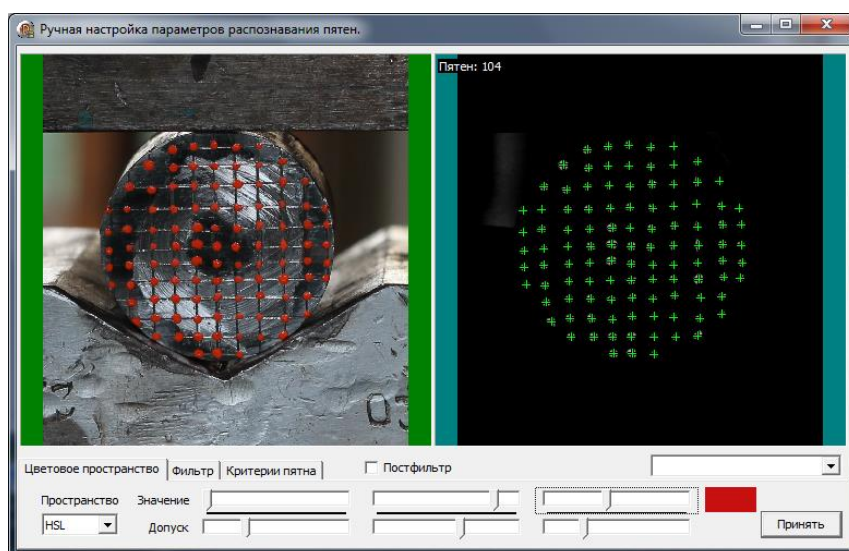 Ручная настройка параметров распознавания пятен.
Пятен: 104
Цветовое пространство Фильтр Критерии пятна Постфильтр
Пространство Значение
HSL Допуск Принять